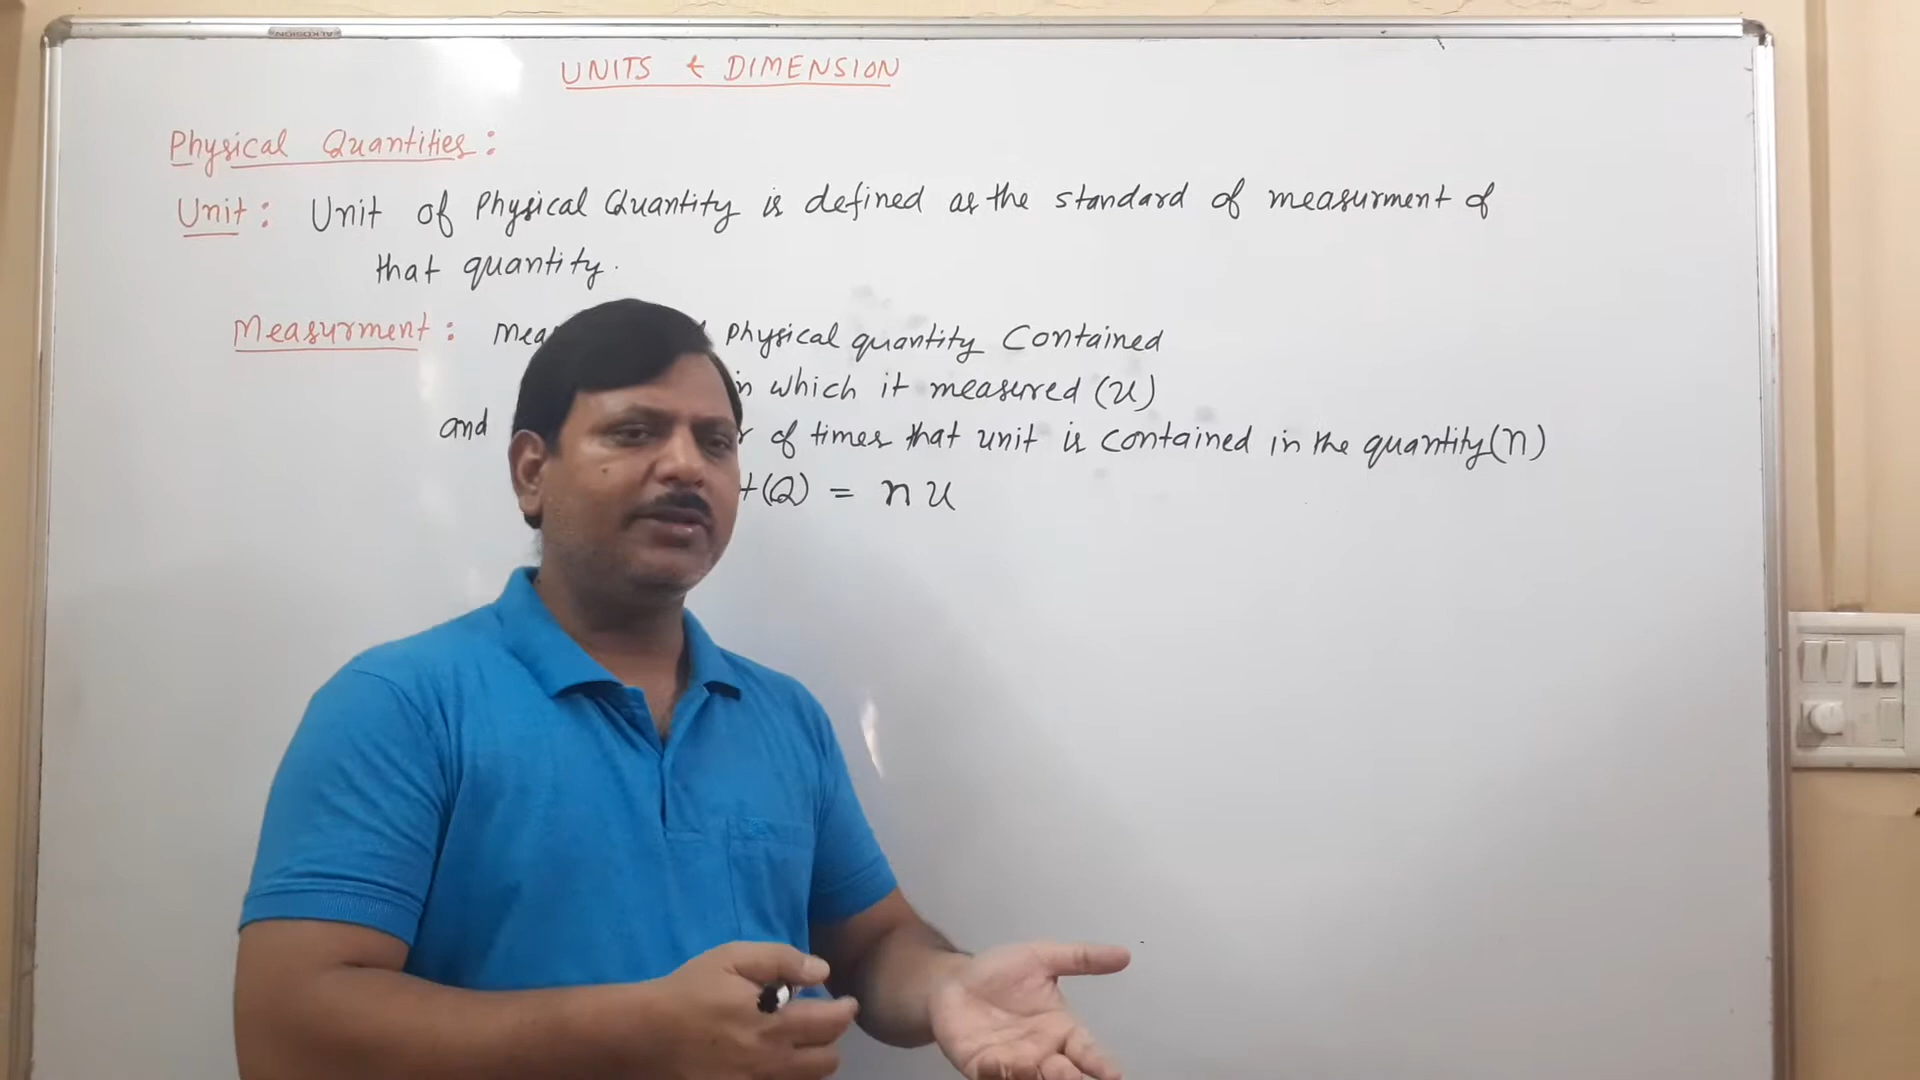 ALKOSIGN
UNITS & DIMENSION
Physical Quantities :
Unit : Unit of Physical Quantity is defined as the standard of measurment of
that quantity.
Measurment : physical quantity Contained
which it measured (u)
and of times that unit is contained in the quantity (n)
(Q) = n u